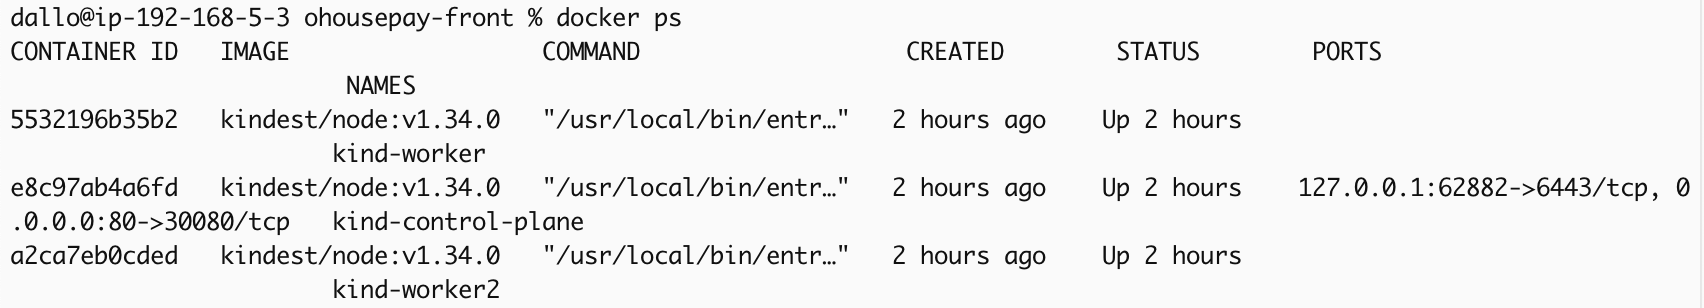 dallo@ip-192-168-5-3 ohousepay-front % docker ps
CONTAINER ID   IMAGE                  COMMAND                   CREATED        STATUS        PORTS
                        NAMES
5532196b35b2   kindest/node:v1.34.0   "/usr/local/bin/entr…"   2 hours ago    Up 2 hours
                       kind-worker
e8c97ab4a6fd   kindest/node:v1.34.0   "/usr/local/bin/entr…"   2 hours ago    Up 2 hours    127.0.0.1:62882->6443/tcp, 0
.0.0.0:80->30080/tcp   kind-control-plane
a2ca7eb0cded   kindest/node:v1.34.0   "/usr/local/bin/entr…"   2 hours ago    Up 2 hours
                       kind-worker2